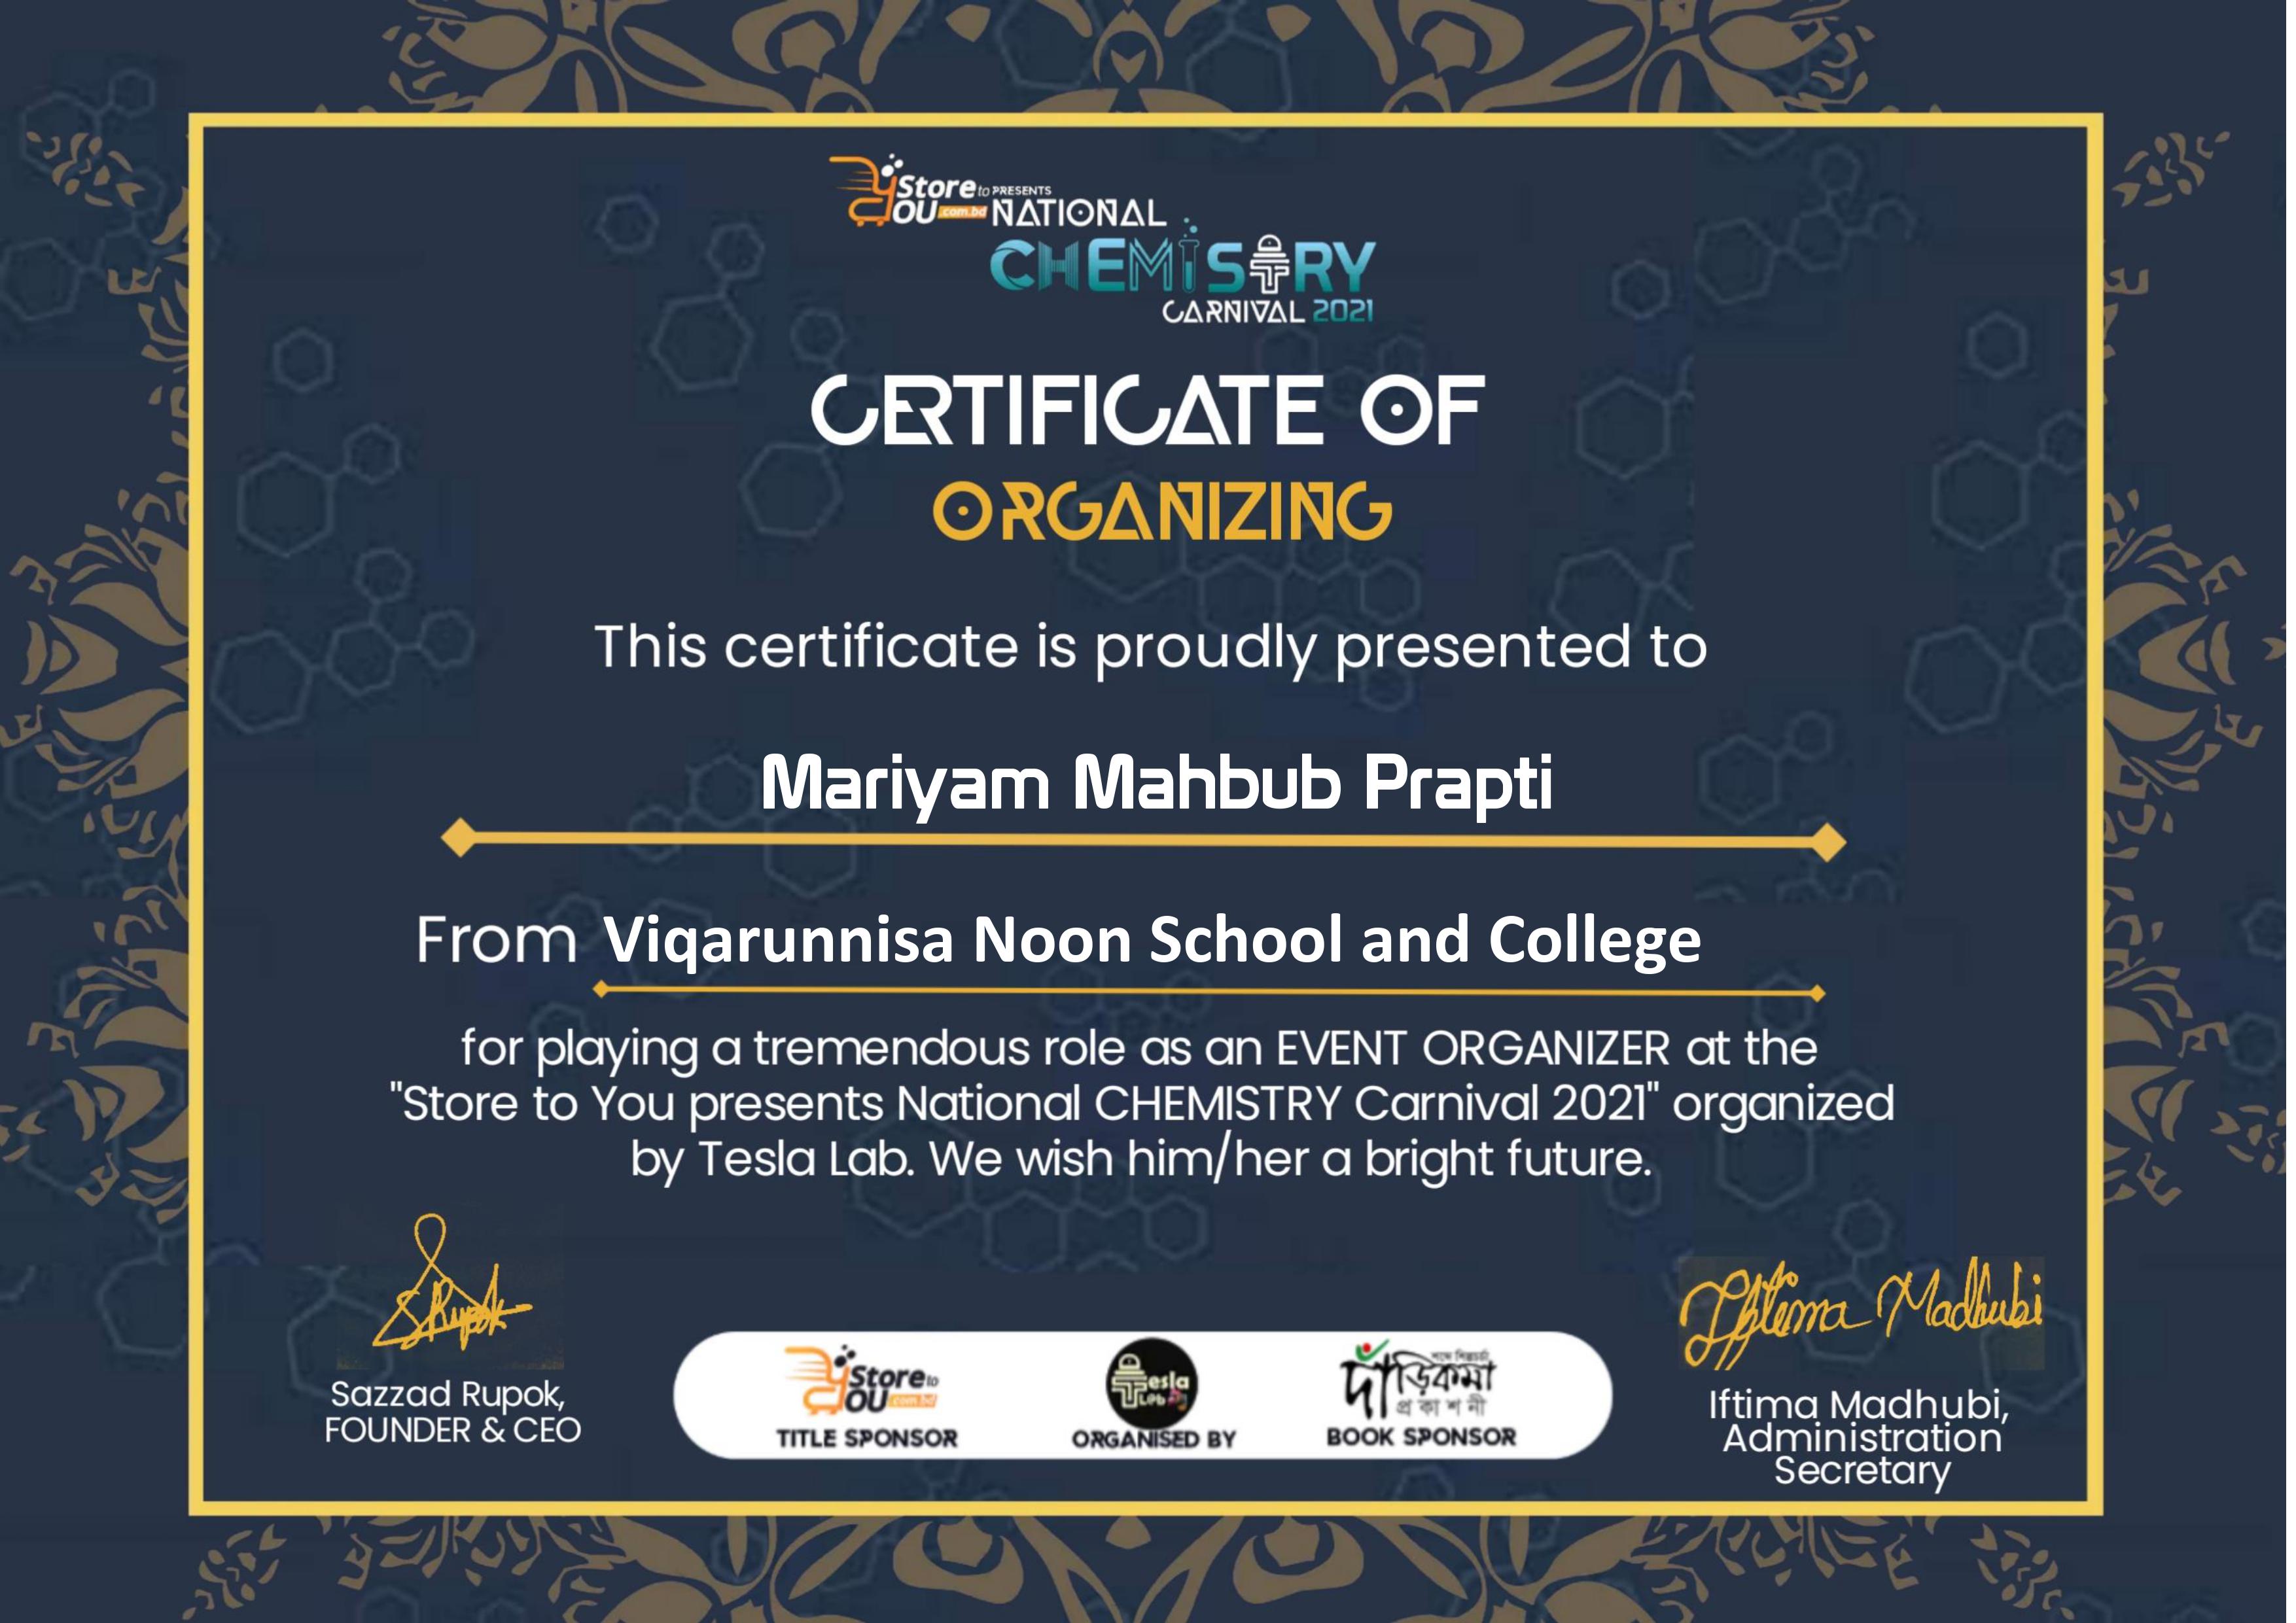 Store to PRESENTS
YOU.com.bd NATIONAL
CHEMISTRY
CARNIVAL 2021
CERTIFICATE OF
ORGANIZING
This certificate is proudly presented to
Mariyam Mahbub Prapti
From Viqarunnisa Noon School and College
for playing a tremendous role as an EVENT ORGANIZER at the
"Store to You presents National CHEMISTRY Carnival 2021" organized
by Tesla Lab. We wish him/her a bright future.
SRupok
Sazzad Rupok,
FOUNDER & CEO
Store to
YOU.com.bd
TITLE SPONSOR
Tesla
Lab
ORGANISED BY
দাঁড়িকমা
প্রকাশনী
BOOK SPONSOR
Iftima Madhubi
Iftima Madhubi,
Administration
Secretary